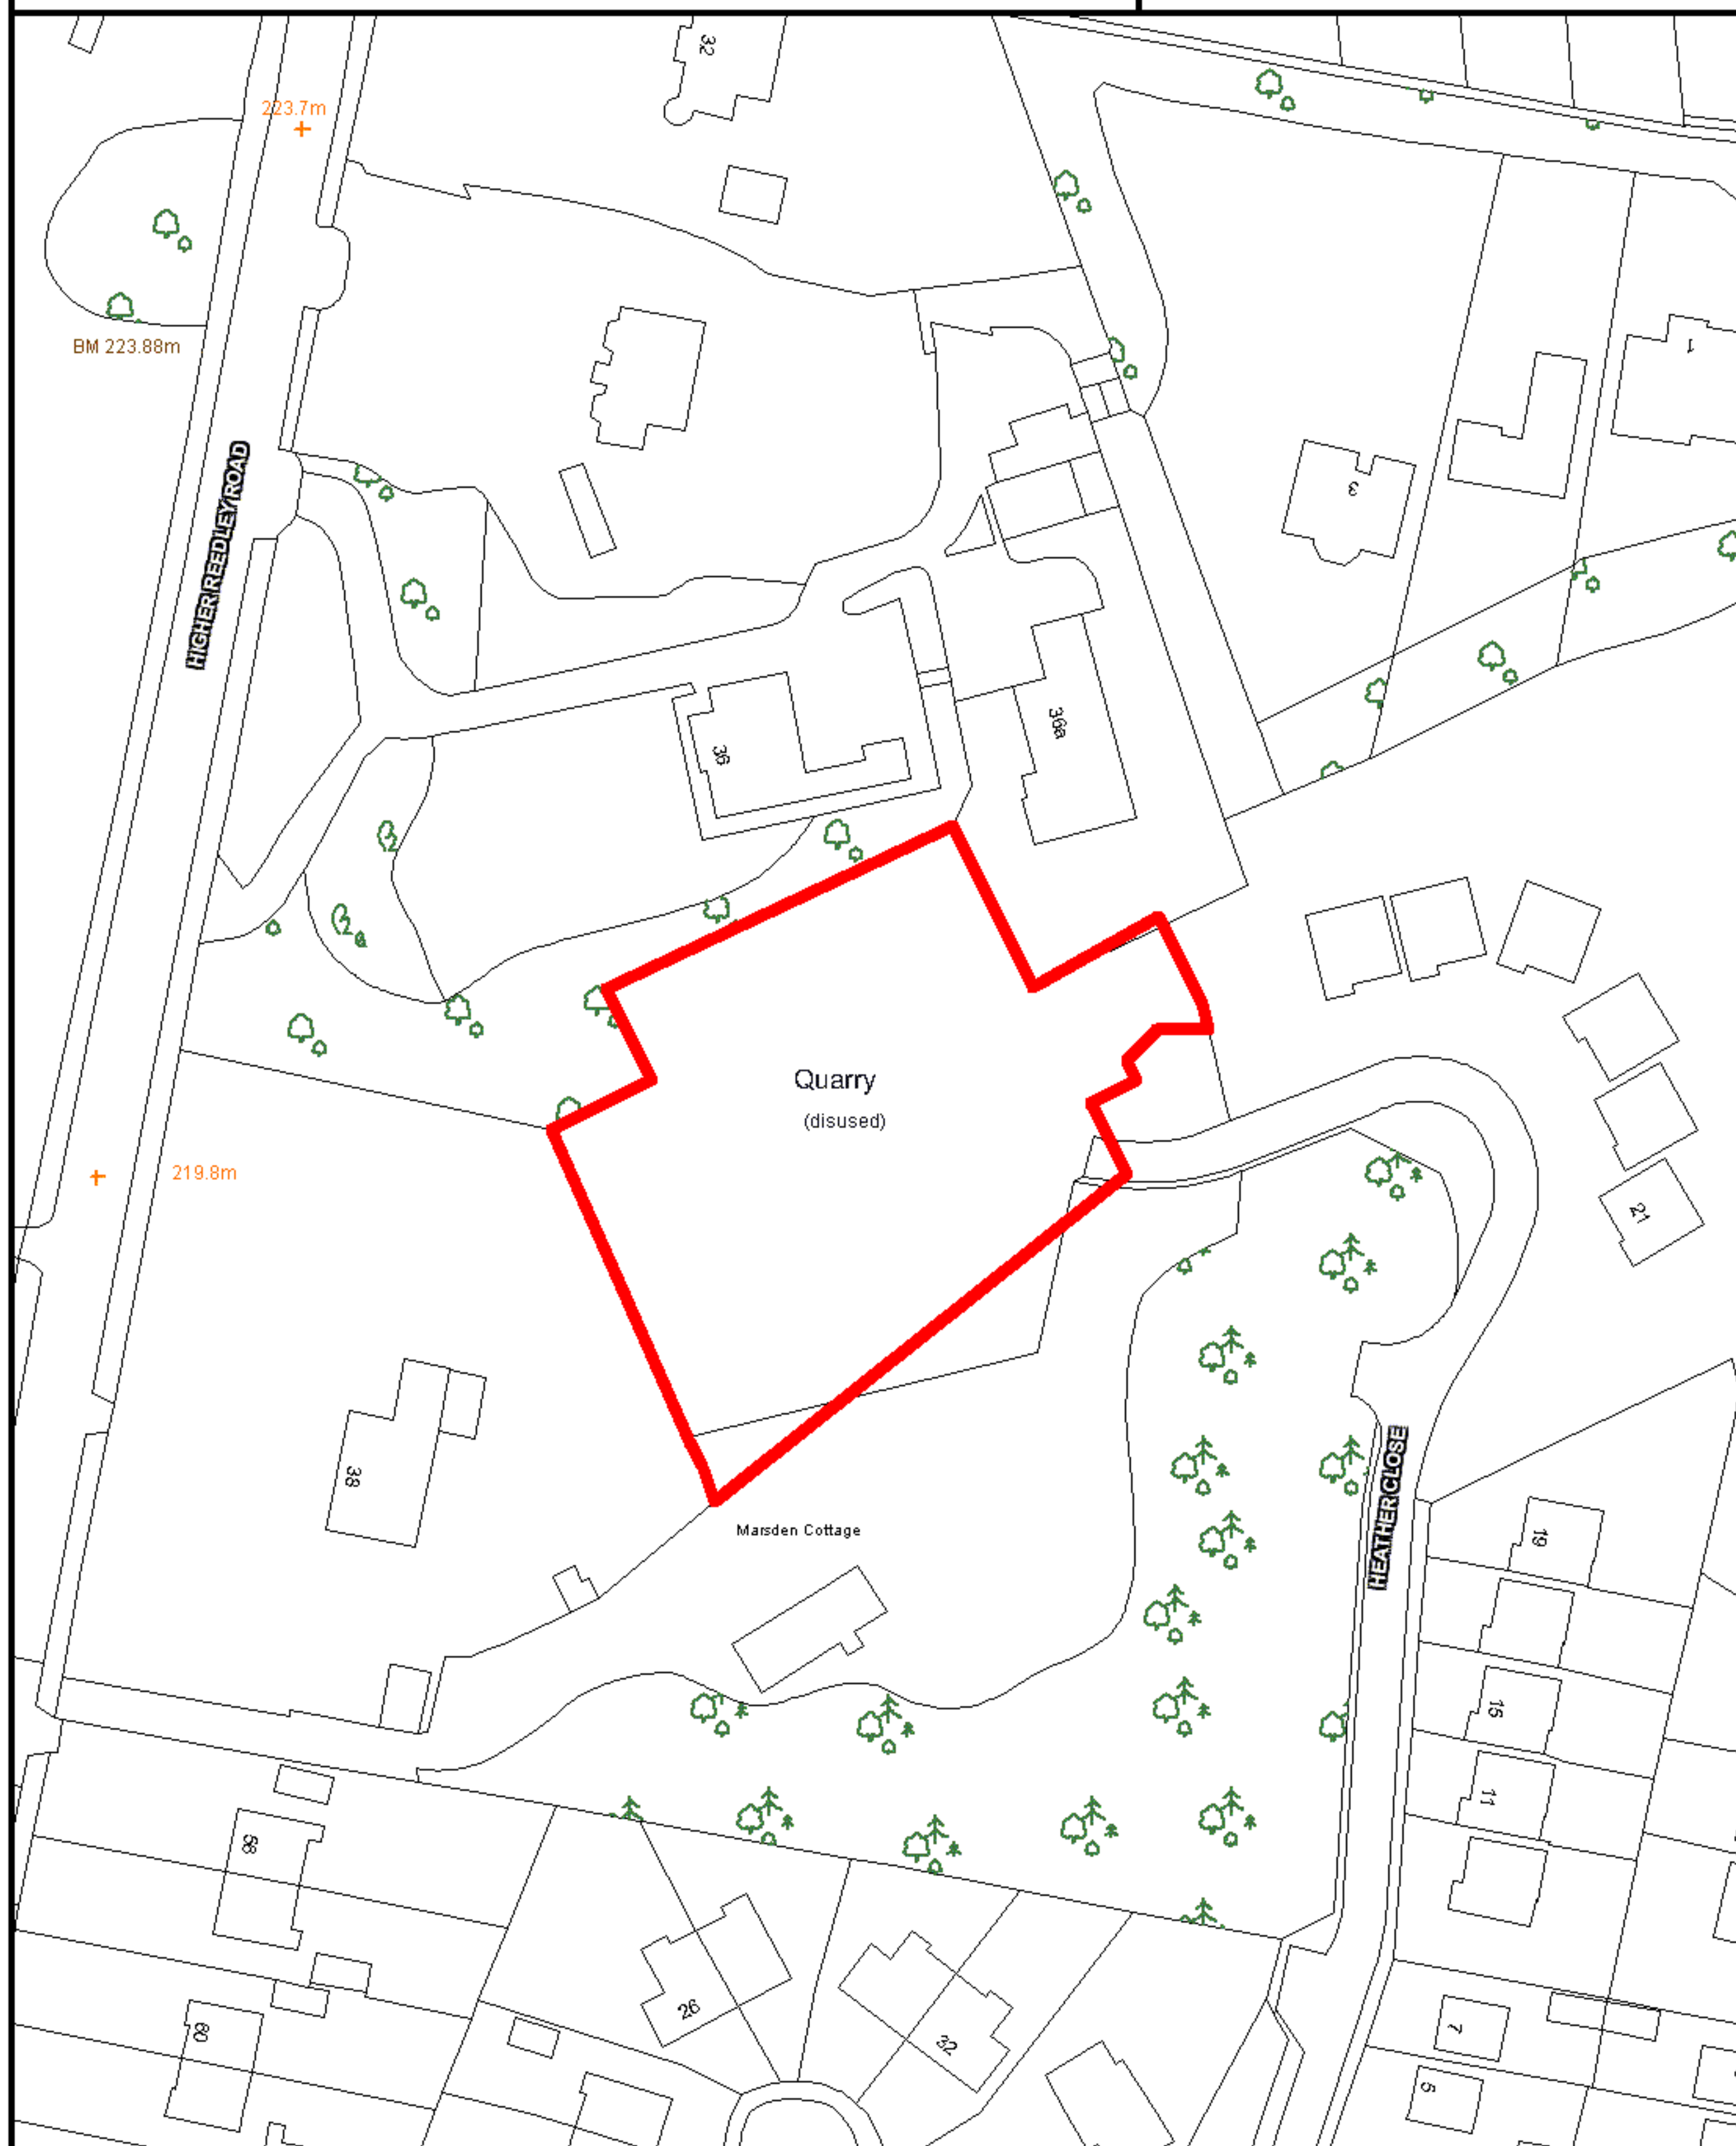 32
223.7m
BM 223.88m
1
3
HIGHER REEDLEY ROAD
36a
36
Quarry
(disused)
219.8m
21
HEATHER CLOSE
38
Marsden Cottage
19
15
11
56
26
60
32
7
5